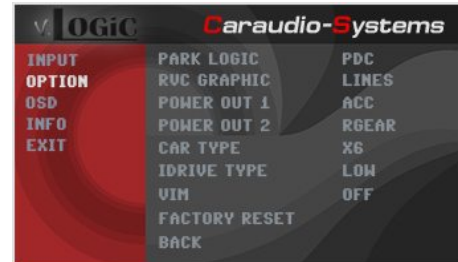 v.LOGiC Caraudio-Systems
INPUT PARK LOGIC PDC
OPTION RVC GRAPHIC LINES
OSD POWER OUT 1 ACC
INFO POWER OUT 2 RGEAR
EXIT CAR TYPE X6
IDRIVE TYPE LOW
VIM OFF
FACTORY RESET
BACK